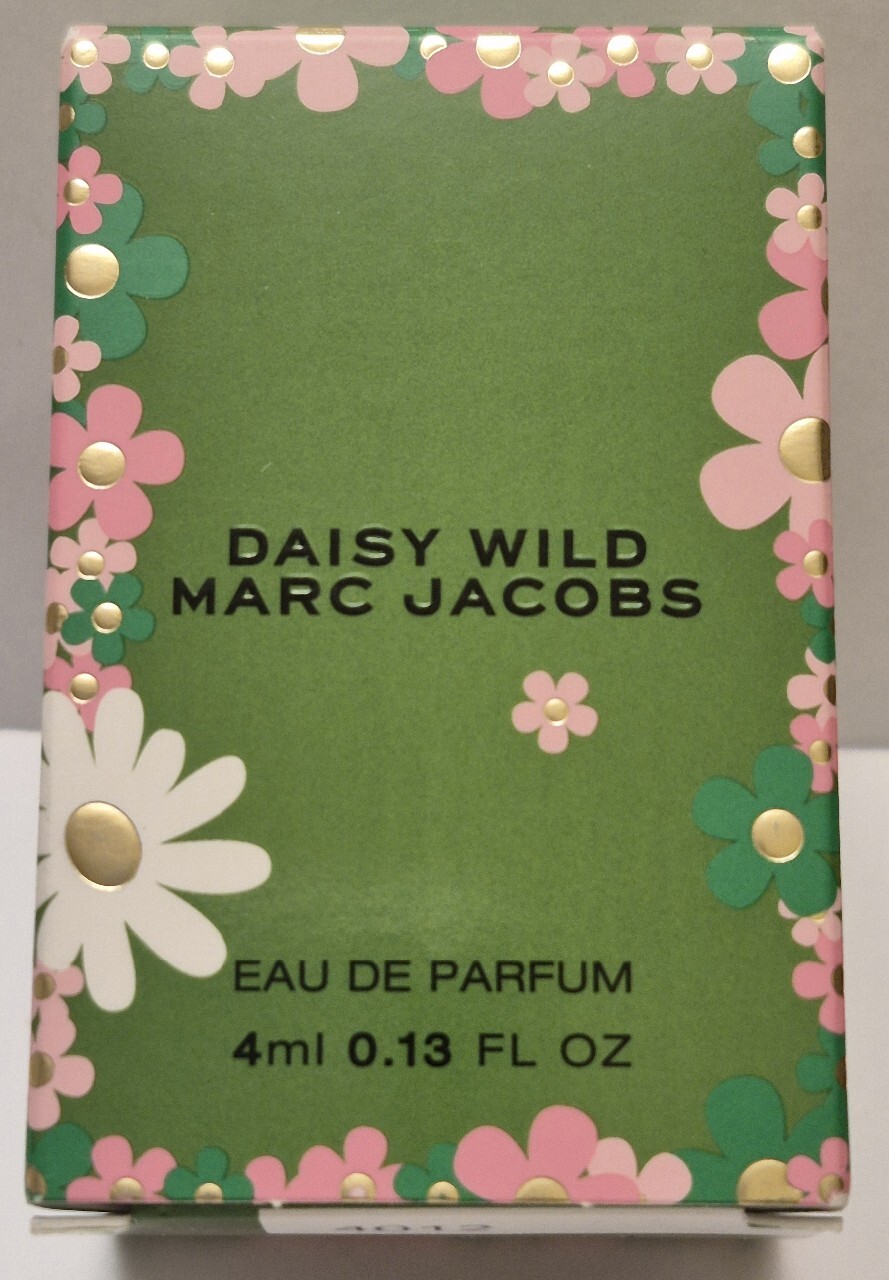 DAISY WILD
MARC JACOBS
EAU DE PARFUM
4ml 0.13 FL OZ